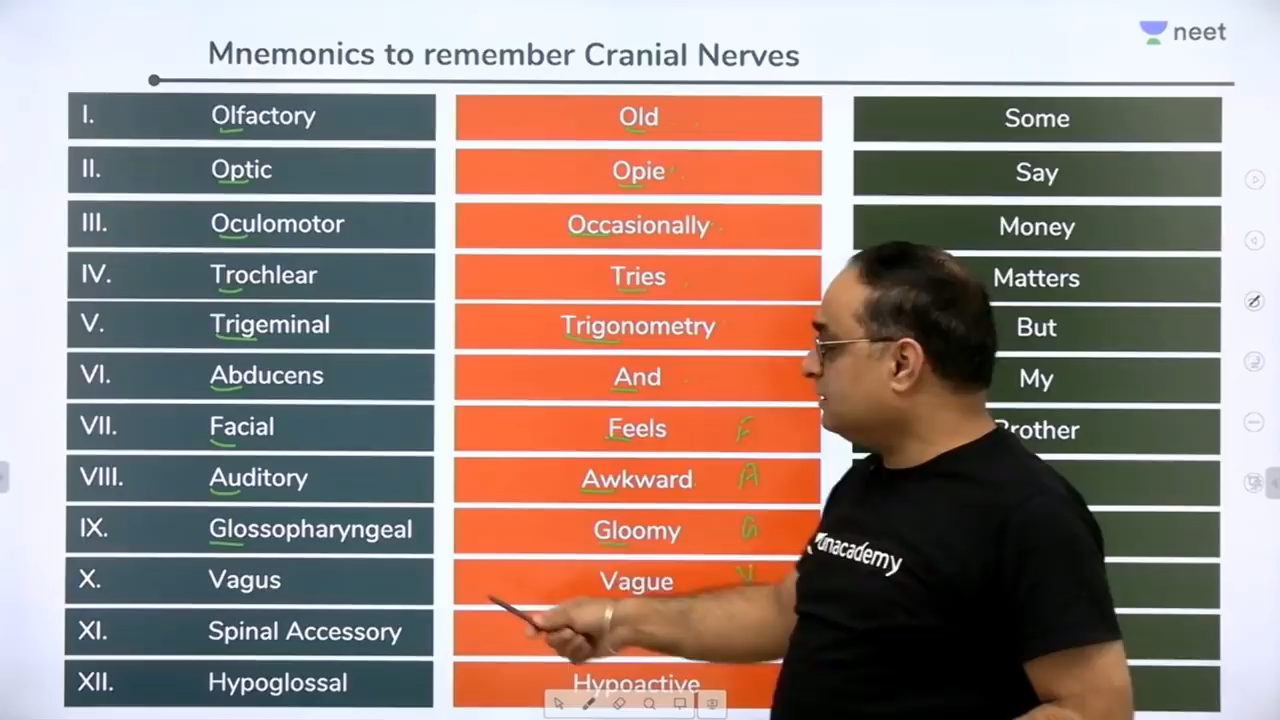 neet
Mnemonics to remember Cranial Nerves
I. Olfactory Old Some
II. Optic Opie Say
III. Oculomotor Occasionally Money
IV. Trochlear Tries Matters
V. Trigeminal Trigonometry But
VI. Abducens And My
VII. Facial Feels F Brother
VIII. Auditory Awkward A
IX. Glossopharyngeal Gloomy G
X. Vagus Vague V
XI. Spinal Accessory
XII. Hypoglossal Hypoactive
unacademy